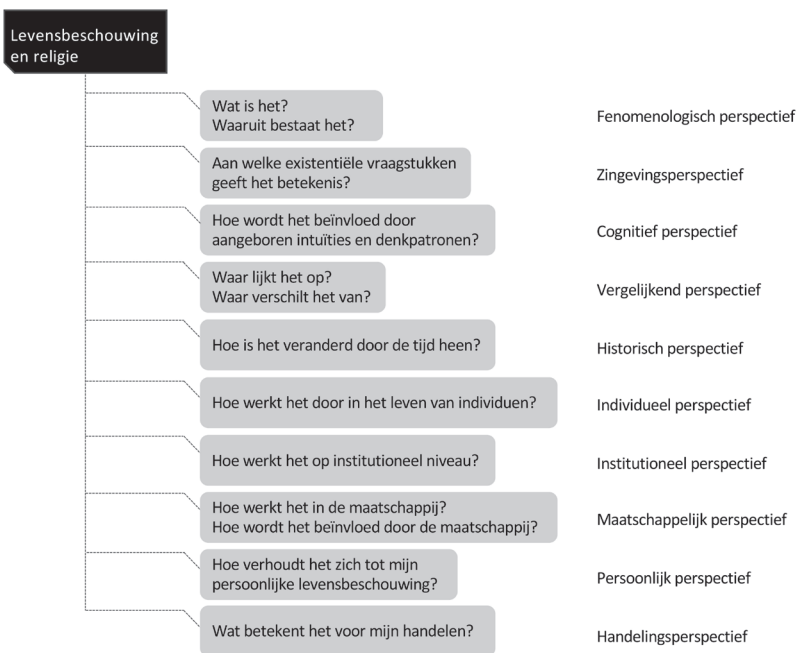 Levensbeschouwing
en religie
Wat is het?
Waaruit bestaat het?
Fenomenologisch perspectief
Aan welke existentiële vraagstukken
geeft het betekenis?
Zingevingsperspectief
Hoe wordt het beïnvloed door
aangeboren intuïties en denkpatronen?
Cognitief perspectief
Waar lijkt het op?
Waar verschilt het van?
Vergelijkend perspectief
Hoe is het veranderd door de tijd heen?
Historisch perspectief
Hoe werkt het door in het leven van individuen?
Individueel perspectief
Hoe werkt het op institutioneel niveau?
Institutioneel perspectief
Hoe werkt het in de maatschappij?
Hoe wordt het beïnvloed door de maatschappij?
Maatschappelijk perspectief
Hoe verhoudt het zich tot mijn
persoonlijke levensbeschouwing?
Persoonlijk perspectief
Wat betekent het voor mijn handelen?
Handelingsperspectief